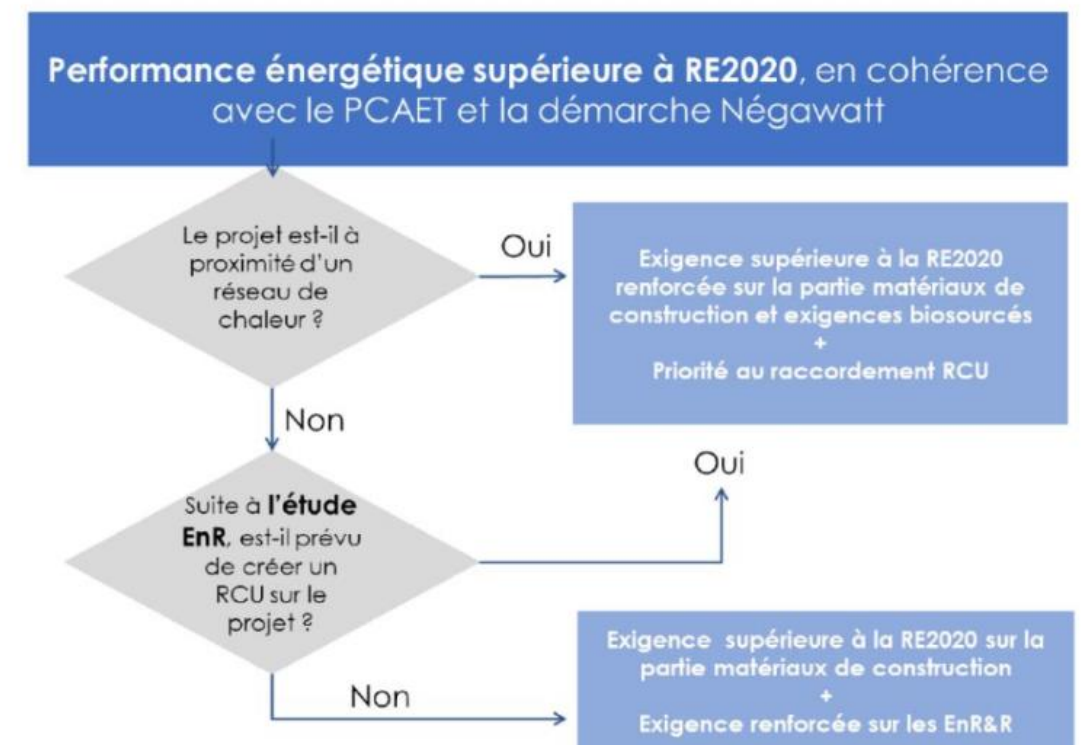 Performance énergétique supérieure à RE2020, en cohérence
avec le PCAET et la démarche Négawatt
Le projet est-il à
proximité d'un
réseau de
chaleur ?
Oui
Exigence supérieure à la RE2020
renforcée sur la partie matériaux de
construction et exigences biosourcés
+
Priorité au raccordement RCU
Non
Suite à l'étude
EnR, est-il prévu
de créer un
RCU sur le
projet ?
Oui
Non
Exigence supérieure à la RE2020 sur la
partie matériaux de construction
+
Exigence renforcée sur les EnR&R